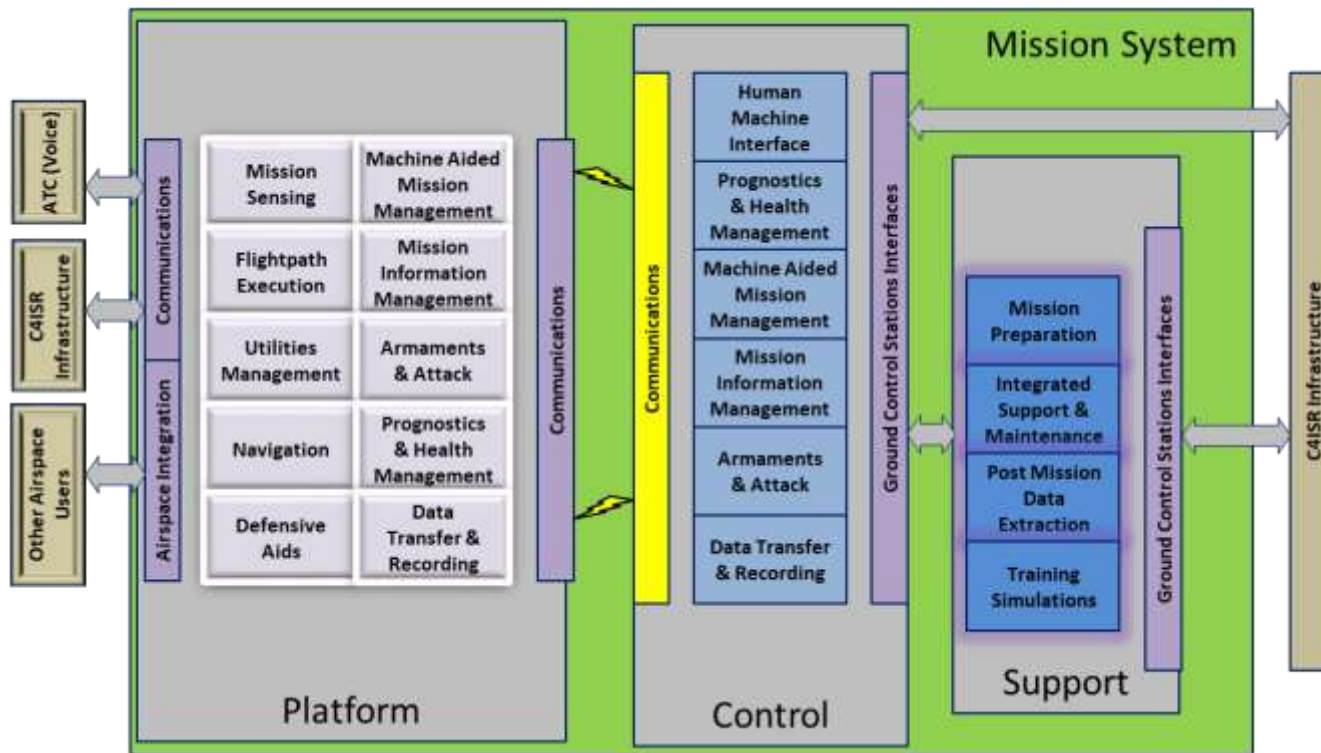 Mission System
ATC (Voice)
C4ISR
Infrastructure
Other Airspace
Users
Communications
Airspace Integration
Mission
Sensing
Machine Aided
Mission
Management
Flightpath
Execution
Mission
Information
Management
Utilities
Management
Armaments
& Attack
Navigation
Prognostics
& Health
Management
Defensive
Aids
Data
Transfer &
Recording
Communications
Platform
Communications
Human
Machine
Interface
Prognostics
& Health
Management
Machine Aided
Mission
Management
Mission
Information
Management
Armaments
& Attack
Data Transfer
& Recording
Ground Control Stations Interfaces
Control
Mission
Preparation
Integrated
Support &
Maintenance
Post Mission
Data
Extraction
Training
Simulations
Ground Control Stations Interfaces
Support
C4ISR Infrastructure